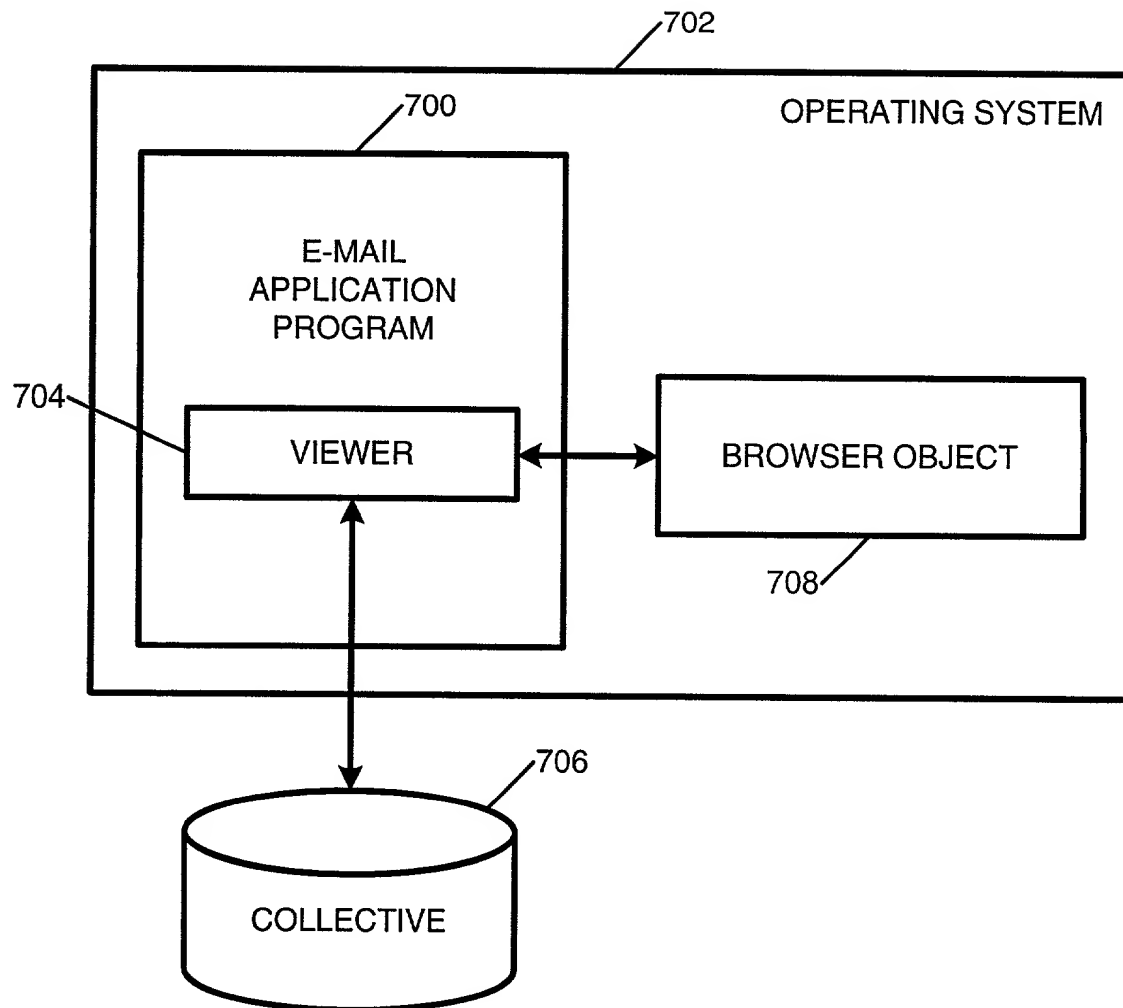 702
700
OPERATING SYSTEM
E-MAIL
APPLICATION
PROGRAM
704
VIEWER
BROWSER OBJECT
708
706
COLLECTIVE